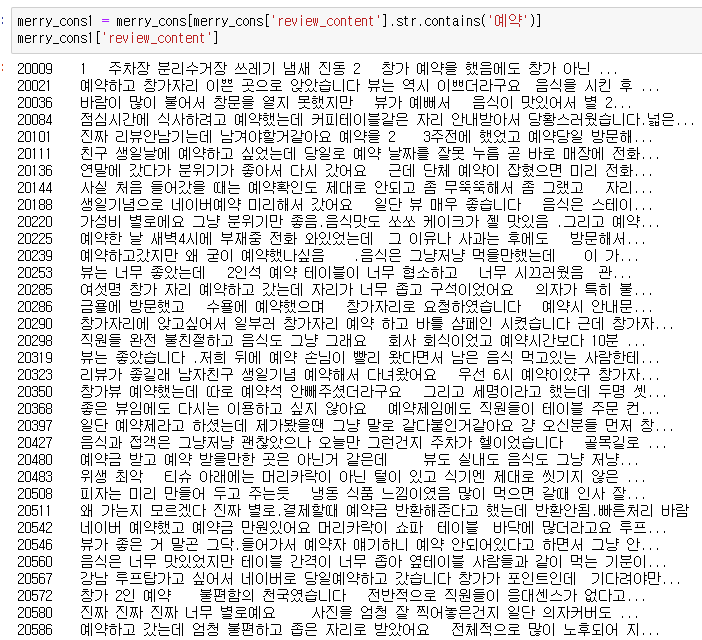 merry_cons1 = merry_cons[merry_cons['review_content'].str.contains('예약')]
merry_cons1['review_content']
20009 1 주차장 분리수거장 쓰레기 냄새 진동 2 창가 예약을 했음에도 창가 아닌 ...
20021 예약하고 창가자리 이쁜 곳으로 앉았습니다 뷰는 역시 이쁘더라구요 음식을 시킨 후 ...
20036 바람이 많이 불어서 창문을 열지 못했지만 뷰가 예뻐서 음식이 맛있어서 별 2...
20084 점심시간에 식사하려고 예약했는데 커피테이블같은 자리 안내받아서 당황스러웠습니다.넓은...
20101 진짜 리뷰안남기는데 남겨야할거같아요 예약을 2 3주전에 했었고 예약당일 방문해...
20111 친구 생일날에 예약하고 싶었는데 당일로 예약 날짜를 잘못 누름 곧 바로 매장에 전화...
20136 연말에 갔다가 분위기가 좋아서 다시 갔어요 근데 단체 예약이 잡혔으면 미리 전화...
20144 사실 처음 들어갔을 때는 예약확인도 제대로 안되고 좀 무뚝뚝해서 좀 그랬고 자리...
20188 생일기념으로 네이버예약 미리해서 갔어요 일단 뷰 매우 좋습니다 음식은 스테이...
20220 가성비 별로에요 그냥 분위기만 좋음.음식맛도 쏘쏘 케이크가 젤 맛있음 .그리고 예약...
20225 예약한 날 새벽4시에 부재중 전화 와있었는데 그 이유나 사과는 후에도 방문해서...
20239 예약하고갔지만 왜 굳이 예약했나싶음 .음식은 그냥저냥 먹을만했는데 이 가...
20253 뷰는 너무 좋았는데 2인석 예약 테이블이 너무 협소하고 너무 시끄러웠음 관...
20285 여섯명 창가 자리 예약하고 갔는데 자리가 너무 좁고 구석이었어요 의자가 특히 불...
20286 금욜에 방문했고 수욜에 예약했으며 창가자리로 요청하였습니다 예약시 안내문...
20290 창가자리에 앉고싶어서 일부러 창가자리 예약 하고 바틀 샴페인 시켰습니다 근데 창가자...
20298 직원들 완전 불친절하고 음식도 그냥 그래요 회사 회식이었고 예약시간보다 10분 ...
20319 뷰는 좋았습니다 .저희 뒤에 예약 손님이 빨리 왔다면서 남은 음식 먹고있는 사람한테...
20323 리뷰가 좋길래 남자친구 생일기념 예약해서 다녀왔어요 우선 6시 예약이였구 창가자...
20350 창가뷰 예약했는데 따로 예약석 안빼주셨더라구요 그리고 세명이라고 했는데 두명 셋...
20368 좋은 뷰임에도 다시는 이용하고 싶지 않아요 예약제임에도 직원들이 테이블 주문 컨...
20397 일단 예약제라고 하셨는데 제가봤을땐 그냥 말로 같다붙인거같아요 걍 오신분들 먼저 창...
20427 음식과 접객은 그냥저냥 괜찮았으나 오늘만 그런건지 주차가 헬이었습니다 골목길로 ...
20480 예약금 받고 예약 방을만한 곳은 아닌거 같은데 뷰도 실내도 음식도 그냥 저냥...
20483 위생 최악 티슈 아래에는 머리카락이 아닌 털이 있고 식기엔 제대로 씻기지 않은 ...
20508 피자는 미리 만들어 두고 주는듯 냉동 식품 느낌이였음 많이 먹으면 갈때 인사 잘...
20511 왜 가는지 모르겠다 진짜 별로.결제할때 예약금 반환해준다고 했는데 반환안됨.빠른처리 바람
20542 네이버 예약했고 예약금 만원있어요 머리카락이 쇼파 테이블 바닥에 많더라고요 루프...
20546 뷰가 좋은 거 말곤 그닥.들어가서 예약자 얘기하니 예약 안되어있다고 하면서 그냥 안...
20560 음식은 너무 맛있었지만 테이블 간격이 너무 좁아 옆테이블 사람들과 같이 먹는 기분이...
20567 강남 루프탑가고 싶어서 네이버로 당일예약하고 갔습니다 창가가 포인트인데 기다려야만...
20572 창가 2인 예약 불편함의 천국였습니다 전반적으로 직원들이 응대센스가 없다고...
20580 진짜 진짜 진짜 너무 별로예요 사진을 엄청 잘 찍어놓은건지 일단 의자커버도 ...
20586 예약하고 갔는데 엄청 불편하고 좁은 자리로 받았어요 전체적으로 많이 노후되어 지...